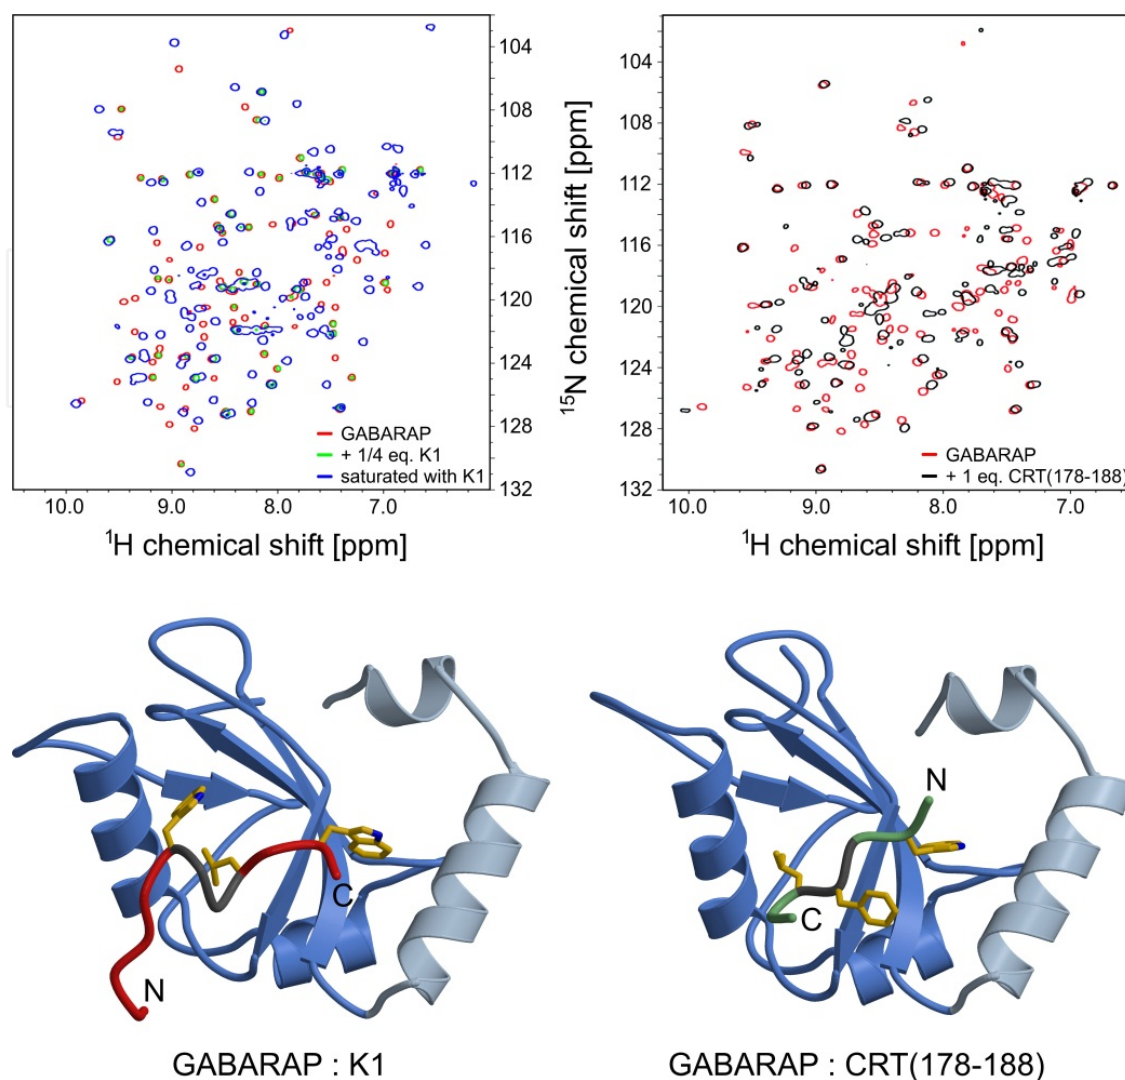 104
108
112
116
120
124
128
132
GABARAP
+ 1/4 eq. K1
saturated with K1
10.0 9.0 8.0 7.0
¹H chemical shift [ppm]
¹⁵N chemical shift [ppm]
104
108
112
116
120
124
128
132
GABARAP
+ 1 eq. CRT(178-188)
10.0 9.0 8.0 7.0
¹H chemical shift [ppm]
N
C
GABARAP : K1
N
C
GABARAP : CRT(178-188)